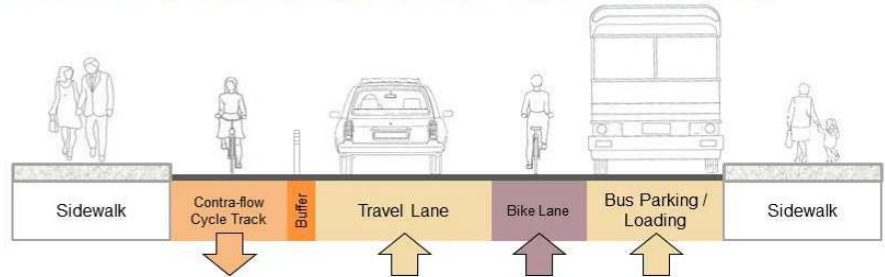 Sidewalk
Contra-flow
Cycle Track
Buffer
Travel Lane
Bike Lane
Bus Parking /
Loading
Sidewalk